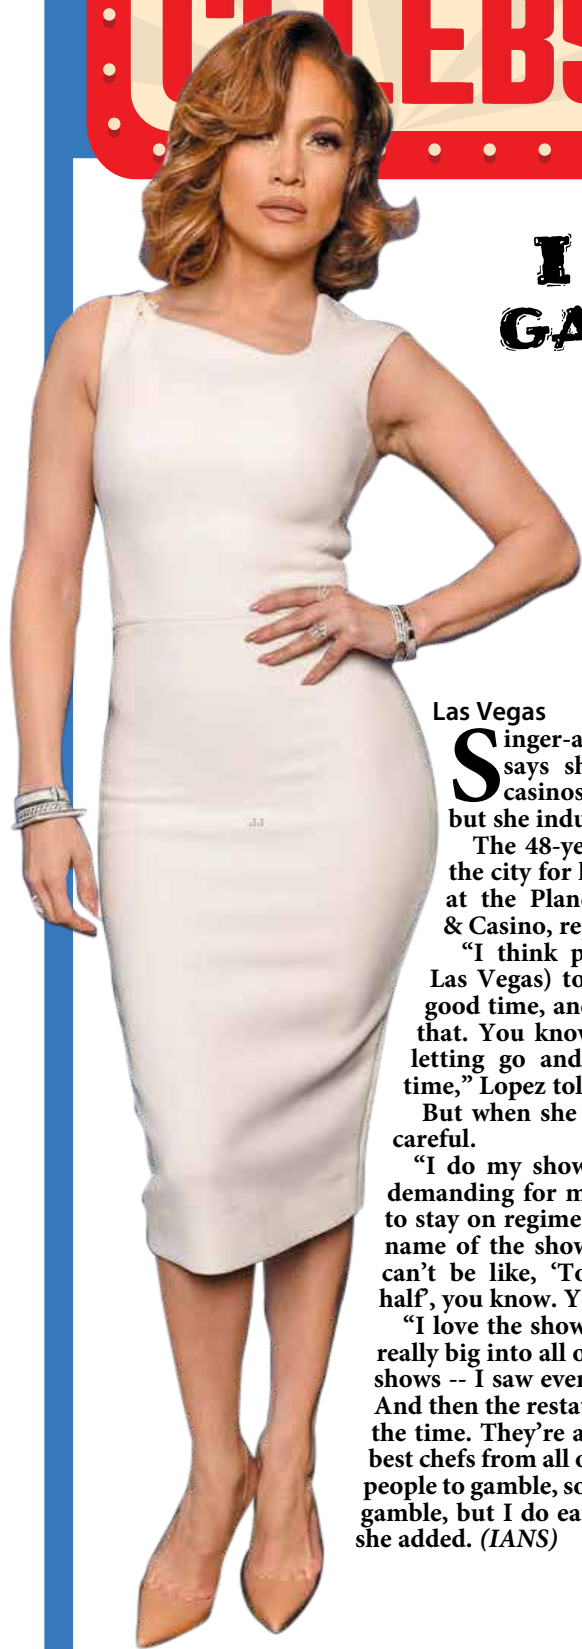 CELEBS
I
GA
Las Vegas
Singer-a
says sh
casinos
but she indu
The 48-ye
the city for l
at the Plan
& Casino, re
“I think p
Las Vegas) to
good time, and
that. You know
letting go and
time,” Lopez tol
But when she
careful.
“I do my show
demanding for m
to stay on regime
name of the show
can’t be like, ‘To
half’, you know. Y
“I love the show
really big into all o
shows -- I saw ever
And then the restau
the time. They’re a
best chefs from all o
people to gamble, so
gamble, but I do ea
she added. (IANS)